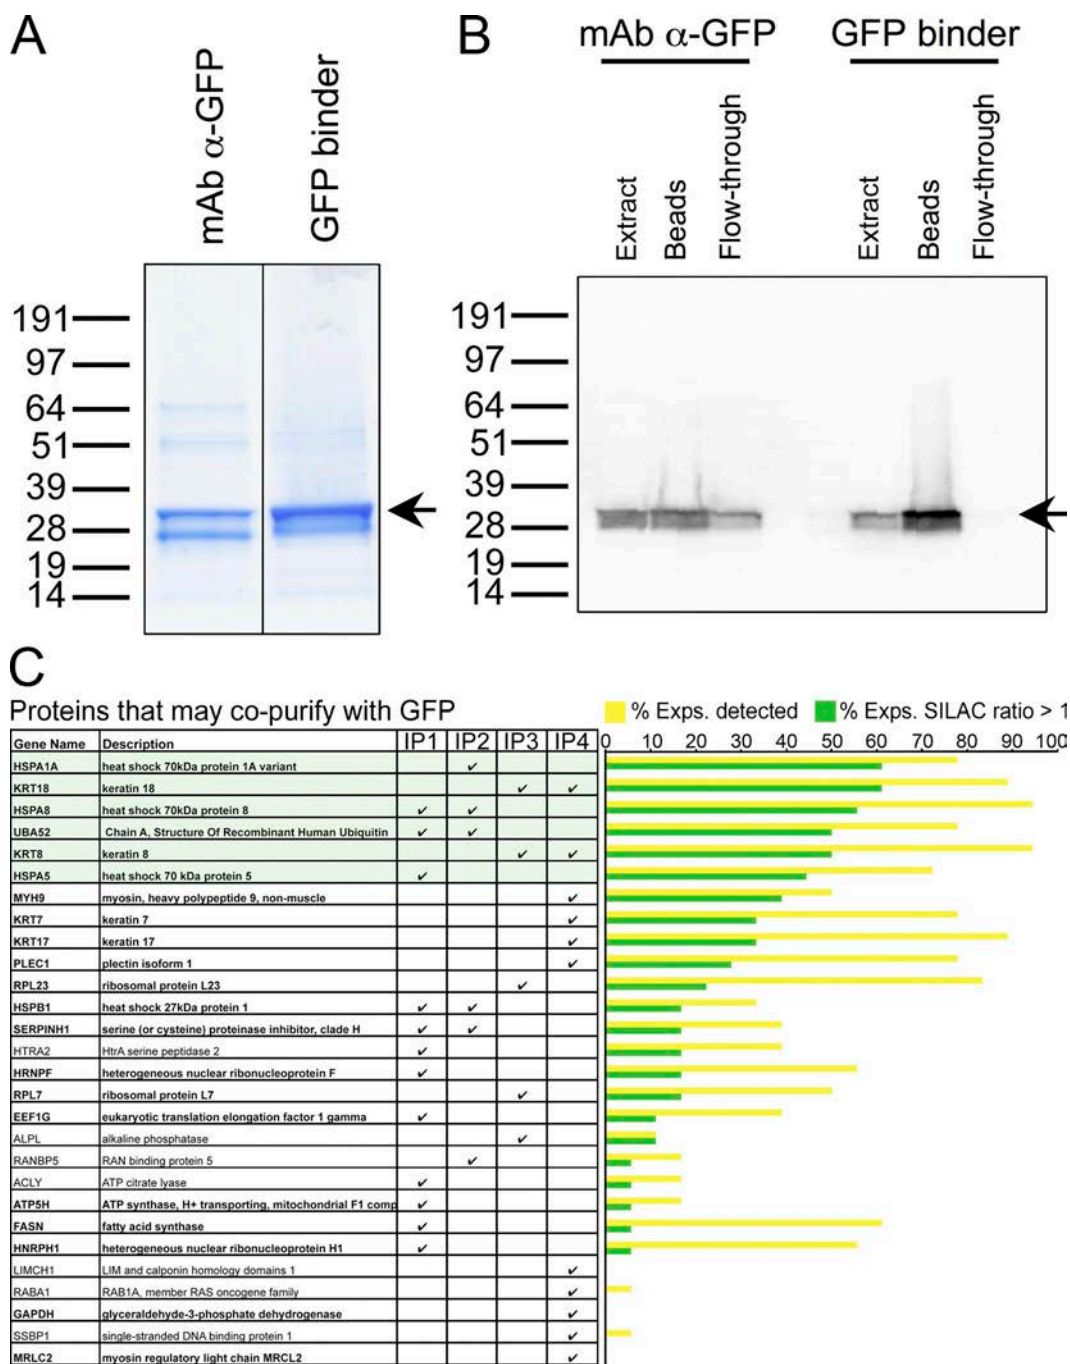 A
mAb α-GFP
GFP binder
191
97
64
51
39
28
19
14
B
mAb α-GFP GFP binder
Extract Beads Flow-through Extract Beads Flow-through
191
97
64
51
39
28
19
14
C
Proteins that may co-purify with GFP
% Exps. detected % Exps. SILAC ratio > 1
Gene Name Description IP1 IP2 IP3 IP4 0 10 20 30 40 50 60 70 80 90 100
HSPA1A heat shock 70kDa protein 1A variant ✓
KRT18 keratin 18 ✓ ✓
HSPA8 heat shock 70kDa protein 8 ✓ ✓
UBA52 Chain A, Structure Of Recombinant Human Ubiquitin ✓ ✓
KRT8 keratin 8 ✓ ✓
HSPA5 heat shock 70 kDa protein 5 ✓
MYH9 myosin, heavy polypeptide 9, non-muscle ✓
KRT7 keratin 7 ✓
KRT17 keratin 17 ✓
PLEC1 plectin isoform 1 ✓
RPL23 ribosomal protein L23 ✓
HSPB1 heat shock 27kDa protein 1 ✓ ✓
SERPINH1 serine (or cysteine) proteinase inhibitor, clade H ✓ ✓
HTRA2 HtrA serine peptidase 2 ✓
HRNPF heterogeneous nuclear ribonucleoprotein F ✓
RPL7 ribosomal protein L7 ✓
EEF1G eukaryotic translation elongation factor 1 gamma ✓
ALPL alkaline phosphatase ✓
RANBP5 RAN binding protein 5 ✓
ACLY ATP citrate lyase ✓
ATP5H ATP synthase, H+ transporting, mitochondrial F1 comp ✓
FASN fatty acid synthase ✓
HNRPH1 heterogeneous nuclear ribonucleoprotein H1 ✓
LIMCH1 LIM and calponin homology domains 1 ✓
RABA1 RAB1A, member RAS oncogene family ✓
GAPDH glyceraldehyde-3-phosphate dehydrogenase ✓
SSBP1 single-stranded DNA binding protein 1 ✓
MRLC2 myosin regulatory light chain MRCL2 ✓